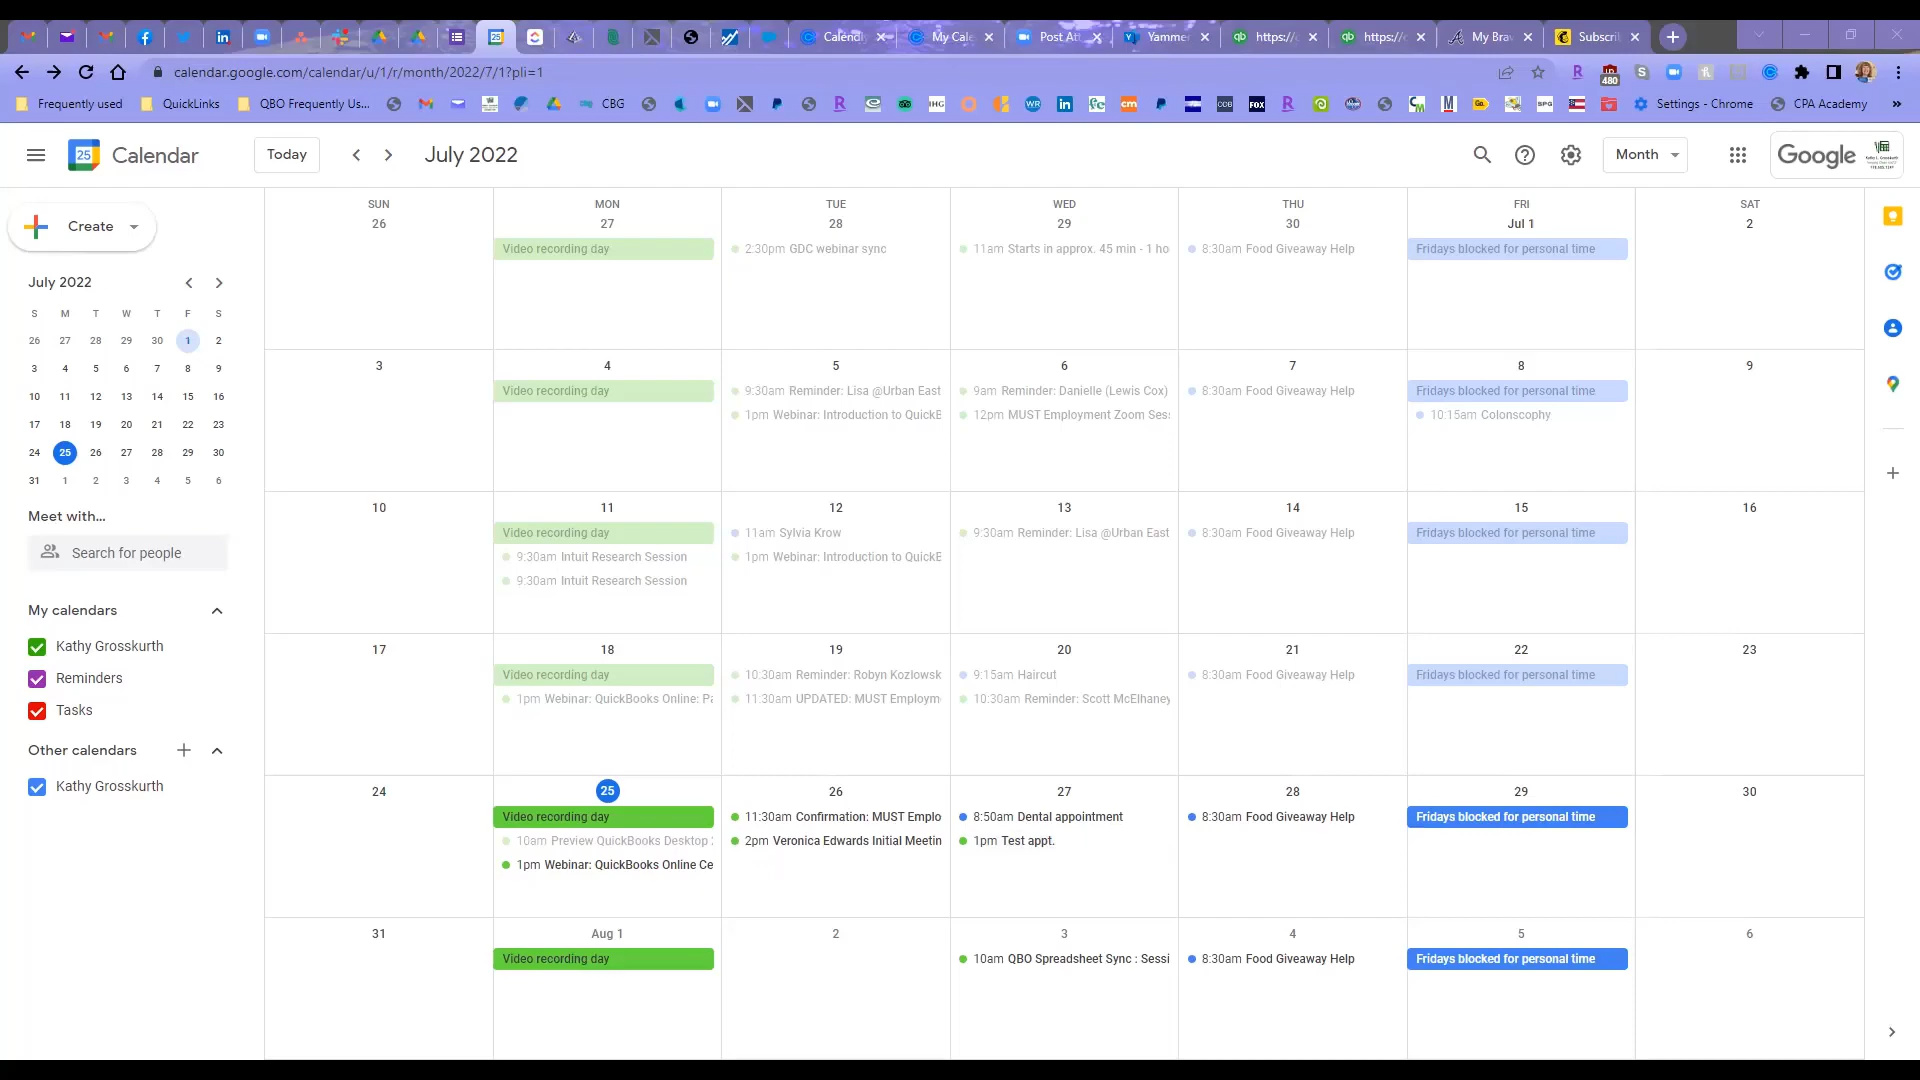 Calendly
My Cale
Post Att
Yammer
https://c
https://c
My Brav
Subscrib
calendar.google.com/calendar/u/1/r/month/2022/7/1?pli=1
480
Frequently used
QuickLinks
QBO Frequently Us...
CBG
Settings - Chrome
CPA Academy
25 Calendar
Today
July 2022
Month
Google
Create
July 2022
S M T W T F S
26 27 28 29 30 1 2
3 4 5 6 7 8 9
10 11 12 13 14 15 16
17 18 19 20 21 22 23
24 25 26 27 28 29 30
31 1 2 3 4 5 6
Meet with...
Search for people
My calendars
Kathy Grosskurth
Reminders
Tasks
Other calendars
Kathy Grosskurth
SUN MON TUE WED THU FRI SAT
26 27 28 29 30 Jul 1 2
Video recording day
2:30pm GDC webinar sync
11am Starts in approx. 45 min - 1 ho
8:30am Food Giveaway Help
Fridays blocked for personal time
3 4 5 6 7 8 9
Video recording day
9:30am Reminder: Lisa @Urban East
9am Reminder: Danielle (Lewis Cox)
8:30am Food Giveaway Help
Fridays blocked for personal time
1pm Webinar: Introduction to QuickB
12pm MUST Employment Zoom Sess
10:15am Colonscophy
10 11 12 13 14 15 16
Video recording day
11am Sylvia Krow
9:30am Reminder: Lisa @Urban East
8:30am Food Giveaway Help
Fridays blocked for personal time
9:30am Intuit Research Session
1pm Webinar: Introduction to QuickB
9:30am Intuit Research Session
17 18 19 20 21 22 23
Video recording day
10:30am Reminder: Robyn Kozlowsk
9:15am Haircut
8:30am Food Giveaway Help
Fridays blocked for personal time
1pm Webinar: QuickBooks Online: Pa
11:30am UPDATED: MUST Employm
10:30am Reminder: Scott McElhaney
24 25 26 27 28 29 30
Video recording day
11:30am Confirmation: MUST Emplo
8:50am Dental appointment
8:30am Food Giveaway Help
Fridays blocked for personal time
10am Preview QuickBooks Desktop 2
2pm Veronica Edwards Initial Meetin
1pm Test appt.
1pm Webinar: QuickBooks Online Ce
31 Aug 1 2 3 4 5 6
Video recording day
10am QBO Spreadsheet Sync : Sessi
8:30am Food Giveaway Help
Fridays blocked for personal time